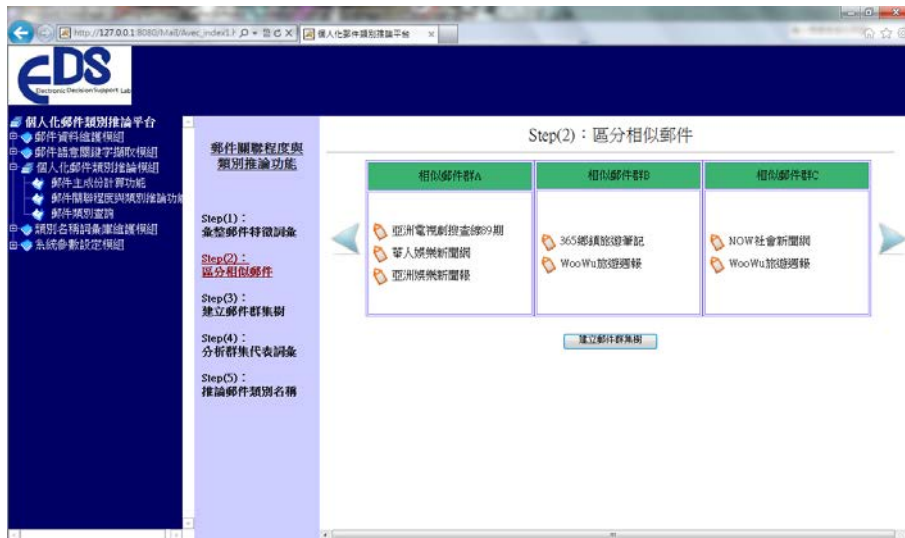 http://127.0.0.1:8080/Mail/Avec_index1.h
個人化郵件類別推論平台
EDS
Electronic Decision Support Lab
個人化郵件類別推論平台
郵件資料維護模組
郵件語意關鍵字擷取模組
個人化郵件類別推論模組
郵件主成份計算功能
郵件關聯程度與類別推論功能
郵件類別查詢
類別名稱詞彙庫維護模組
系統參數設定模組
郵件關聯程度與
類別推論功能
Step(1):
彙整郵件特徵詞彙
Step(2):
區分相似郵件
Step(3):
建立郵件群集樹
Step(4):
分析群集代表詞彙
Step(5):
推論郵件類別名稱
Step(2):區分相似郵件
相似郵件群A
相似郵件群B
相似郵件群C
亞洲電視劇搜查線89期
華人娛樂新聞網
亞洲娛樂新聞報
365鄉鎮旅遊筆記
WooWu旅遊週報
NOW社會新聞網
WooWu旅遊週報
建立郵件群集樹